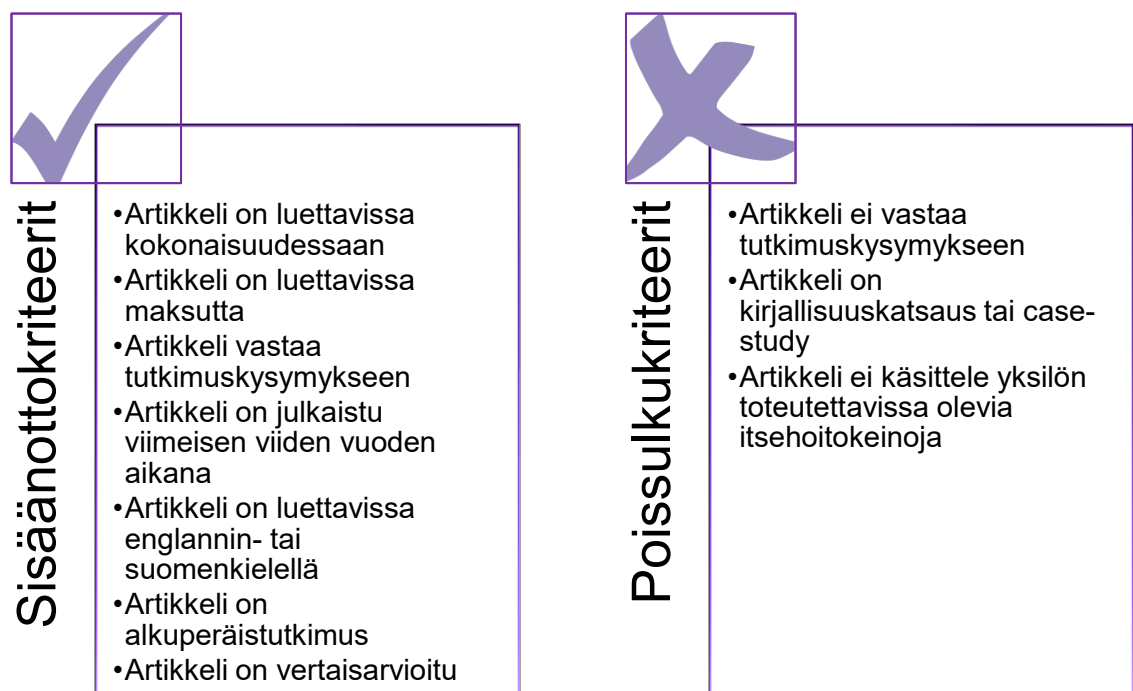 Sisäänottokriteerit
•Artikkeli on luettavissa
kokonaisuudessaan
•Artikkeli on luettavissa
maksutta
•Artikkeli vastaa
tutkimuskysymykseen
•Artikkeli on julkaistu
viimeisen viiden vuoden
aikana
•Artikkeli on luettavissa
englannin- tai
suomenkielellä
•Artikkeli on
alkuperäistutkimus
•Artikkeli on vertaisarvioitu
Poissulkukriteerit
•Artikkeli ei vastaa
tutkimuskysymykseen
•Artikkeli on
kirjallisuuskatsaus tai case-
study
•Artikkeli ei käsittele yksilön
toteutettavissa olevia
itsehoitokeinoja